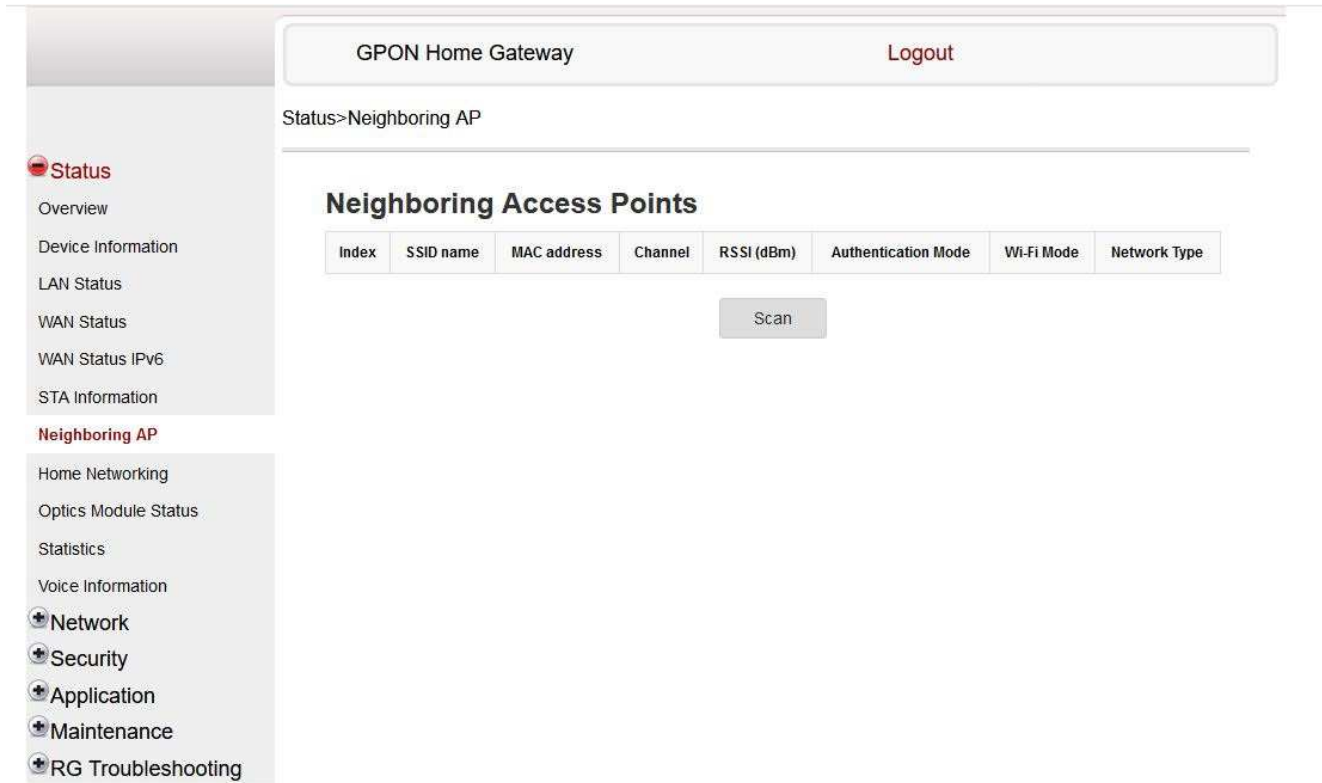 GPON Home Gateway Logout
Status>Neighboring AP
Status
Overview
Device Information
LAN Status
WAN Status
WAN Status IPv6
STA Information
Neighboring AP
Home Networking
Optics Module Status
Statistics
Voice Information
Network
Security
Application
Maintenance
RG Troubleshooting
Neighboring Access Points
Index SSID name MAC address Channel RSSI (dBm) Authentication Mode Wi-Fi Mode Network Type
Scan